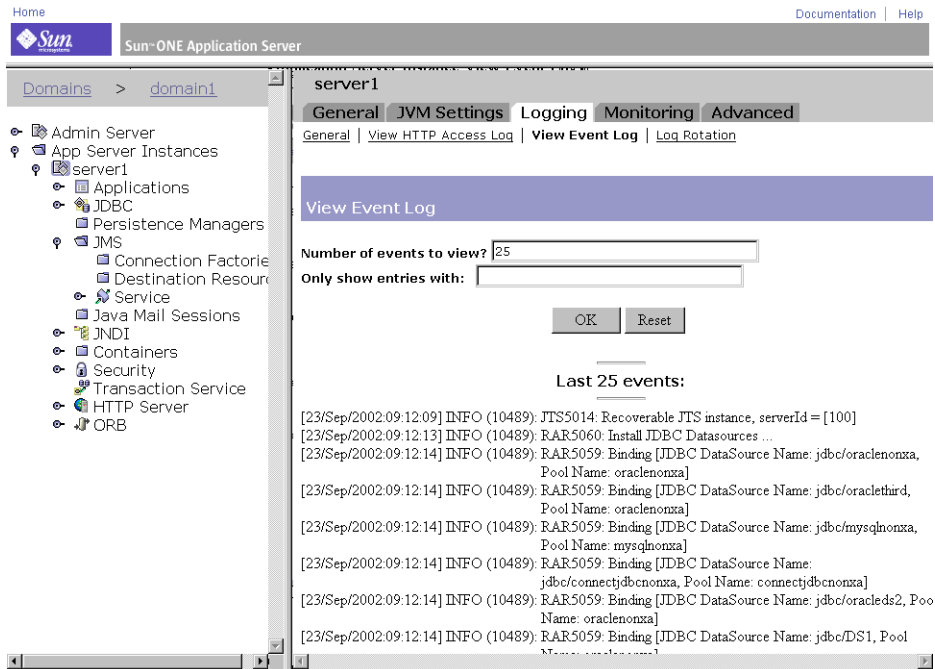 Home
Documentation | Help
Sun microsystems
Sun™ ONE Application Server
Domains > domain1
Admin Server
App Server Instances
server1
Applications
JDBC
Persistence Managers
JMS
Connection Factorie
Destination Resour
Service
Java Mail Sessions
JNDI
Containers
Security
Transaction Service
HTTP Server
ORB
server1
General JVM Settings Logging Monitoring Advanced
General | View HTTP Access Log | View Event Log | Log Rotation
View Event Log
Number of events to view? 25
Only show entries with:
OK Reset
Last 25 events:
[23/Sep/2002:09:12:09] INFO (10489): JTS5014: Recoverable JTS instance, serverId = [100]
[23/Sep/2002:09:12:13] INFO (10489): RAR5060: Install JDBC Datasources ...
[23/Sep/2002:09:12:14] INFO (10489): RAR5059: Binding [JDBC DataSource Name: jdbc/oraclenonxa,
Pool Name: oraclenonxa]
[23/Sep/2002:09:12:14] INFO (10489): RAR5059: Binding [JDBC DataSource Name: jdbc/oraclethird,
Pool Name: oraclenonxa]
[23/Sep/2002:09:12:14] INFO (10489): RAR5059: Binding [JDBC DataSource Name: jdbc/mysqlnonxa,
Pool Name: mysqlnonxa]
[23/Sep/2002:09:12:14] INFO (10489): RAR5059: Binding [JDBC DataSource Name:
jdbc/connectjdbcnonxa, Pool Name: connectjdbcnonxa]
[23/Sep/2002:09:12:14] INFO (10489): RAR5059: Binding [JDBC DataSource Name: jdbc/oracleds2, Poo
Name: oraclenonxa]
[23/Sep/2002:09:12:14] INFO (10489): RAR5059: Binding [JDBC DataSource Name: jdbc/DS1, Pool